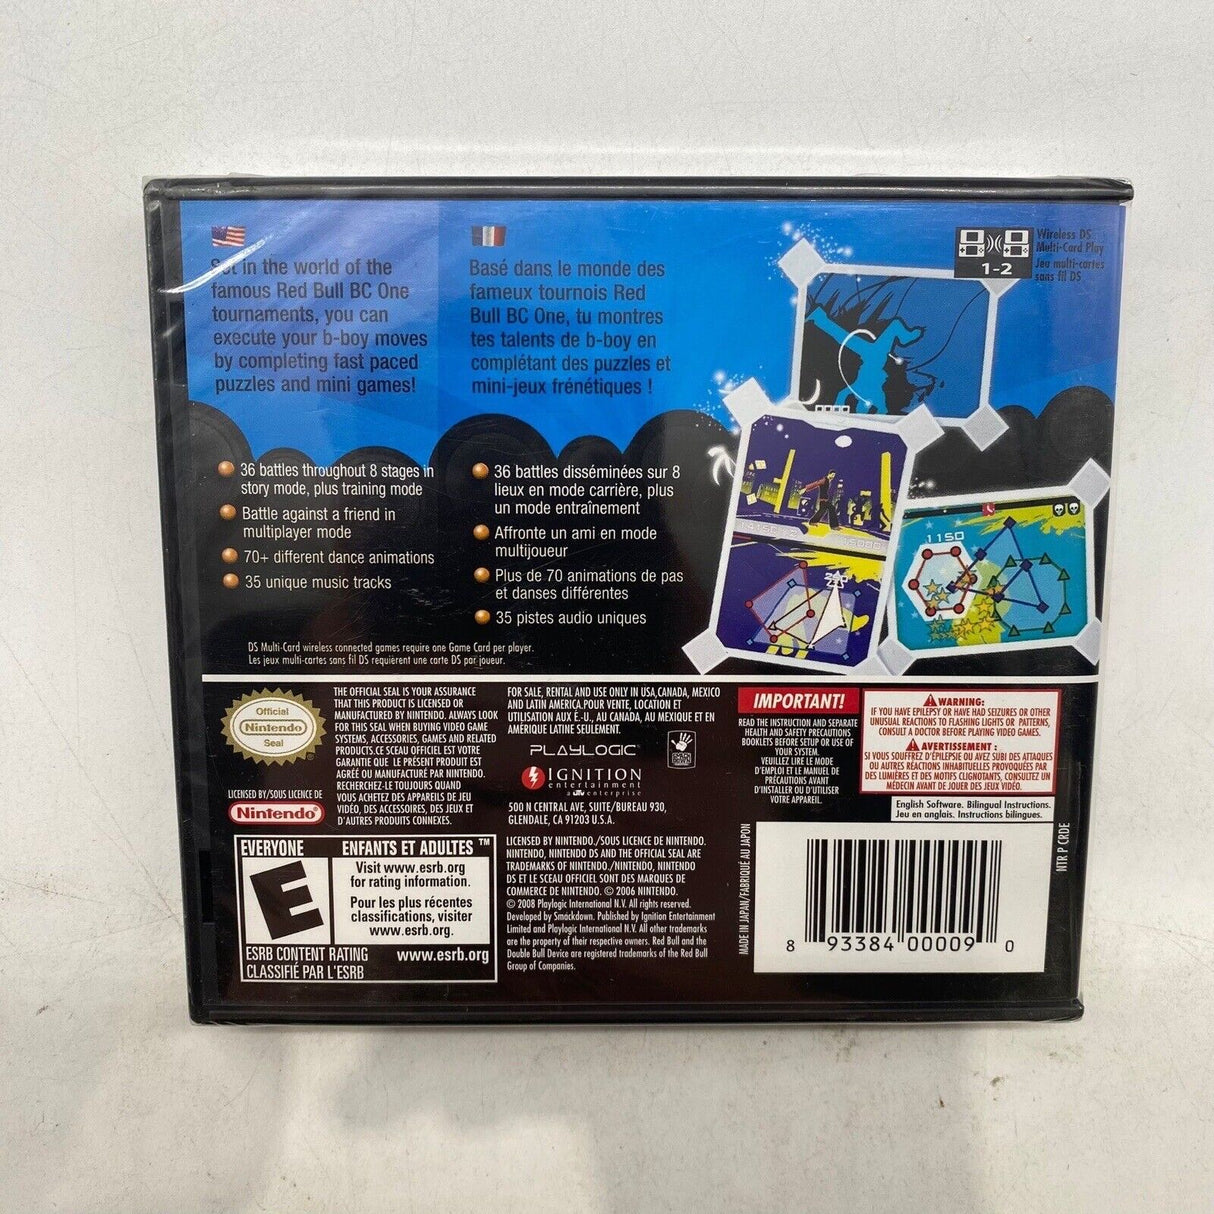 Set in the world of the
famous Red Bull BC One
tournaments, you can
execute your b-boy moves
by completing fast paced
puzzles and mini games!
Basé dans le monde des
fameux tournois Red
Bull BC One, tu montres
tes talents de b-boy en
complétant des puzzles et
mini-jeux frénétiques !
1-2
Wireless DS
Multi-Card Play
Jeu multi-cartes
sans fil DS
36 battles throughout 8 stages in
story mode, plus training mode
Battle against a friend in
multiplayer mode
70+ different dance animations
35 unique music tracks
36 battles disséminées sur 8
lieux en mode carrière, plus
un mode entraînement
Affronte un ami en mode
multijoueur
Plus de 70 animations de pas
et danses différentes
35 pistes audio uniques
1150
DS Multi-Card wireless connected games require one Game Card per player.
Les jeux multi-cartes sans fil DS requièrent une carte DS par joueur.
Official
Nintendo
Seal
LICENSED BY/SOUS LICENCE DE
Nintendo
THE OFFICIAL SEAL IS YOUR ASSURANCE
THAT THIS PRODUCT IS LICENSED OR
MANUFACTURED BY NINTENDO. ALWAYS LOOK
FOR THIS SEAL WHEN BUYING VIDEO GAME
SYSTEMS, ACCESSORIES, GAMES AND RELATED
PRODUCTS.CE SCEAU OFFICIEL EST VOTRE
GARANTIE QUE LE PRÉSENT PRODUIT EST
AGRÉÉ OU MANUFACTURÉ PAR NINTENDO.
RECHERCHEZ-LE TOUJOURS QUAND
VOUS ACHETEZ DES APPAREILS DE JEU
VIDÉO, DES ACCESSOIRES, DES JEUX ET
D'AUTRES PRODUITS CONNEXES.
FOR SALE, RENTAL AND USE ONLY IN USA,CANADA, MEXICO
AND LATIN AMERICA.POUR VENTE, LOCATION ET
UTILISATION AUX É.-U., AU CANADA, AU MEXIQUE ET EN
AMÉRIQUE LATINE SEULEMENT.
PLAYLOGIC
IGNITION
entertainment
a utv enterprise
500 N CENTRAL AVE, SUITE/BUREAU 930,
GLENDALE, CA 91203 U.S.A.
IMPORTANT!
READ THE INSTRUCTION AND SEPARATE
HEALTH AND SAFETY PRECAUTIONS
BOOKLETS BEFORE SETUP OR USE OF
YOUR SYSTEM.
VEUILLEZ LIRE LE MODE
D'EMPLOI ET LE MANUEL DE
PRÉCAUTIONS AVANT
D'INSTALLER OU D'UTILISER
VOTRE APPAREIL.
WARNING:
IF YOU HAVE EPILEPSY OR HAVE HAD SEIZURES OR OTHER
UNUSUAL REACTIONS TO FLASHING LIGHTS OR PATTERNS,
CONSULT A DOCTOR BEFORE PLAYING VIDEO GAMES.
AVERTISSEMENT :
SI VOUS SOUFFREZ D'ÉPILEPSIE OU AVEZ SUBI DES ATTAQUES
OU AUTRES RÉACTIONS INHABITUELLES PROVOQUÉES PAR
DES LUMIÈRES ET DES MOTIFS CLIGNOTANTS, CONSULTEZ UN
MÉDECIN AVANT DE JOUER DES JEUX VIDÉO.
English Software. Bilingual Instructions.
Jeu en anglais. Instructions bilingues.
EVERYONE
ENFANTS ET ADULTES ™
E
Visit www.esrb.org
for rating information.
Pour les plus récentes
classifications, visiter
www.esrb.org.
ESRB CONTENT RATING
www.esrb.org
CLASSIFIÉ PAR L'ESRB
LICENSED BY NINTENDO./SOUS LICENCE DE NINTENDO.
NINTENDO, NINTENDO DS AND THE OFFICIAL SEAL ARE
TRADEMARKS OF NINTENDO./NINTENDO, NINTENDO
DS ET LE SCEAU OFFICIEL SONT DES MARQUES DE
COMMERCE DE NINTENDO. © 2006 NINTENDO.
© 2008 Playlogic International N.V. All rights reserved.
Developed by Smackdown. Published by Ignition Entertainment
Limited and Playlogic International N.V. All other trademarks
are the property of their respective owners. Red Bull and the
Double Bull Device are registered trademarks of the Red Bull
Group of Companies.
MADE IN JAPAN/FABRIQUÉ AU JAPON
8 93384 00009 0
NTR P CRDE